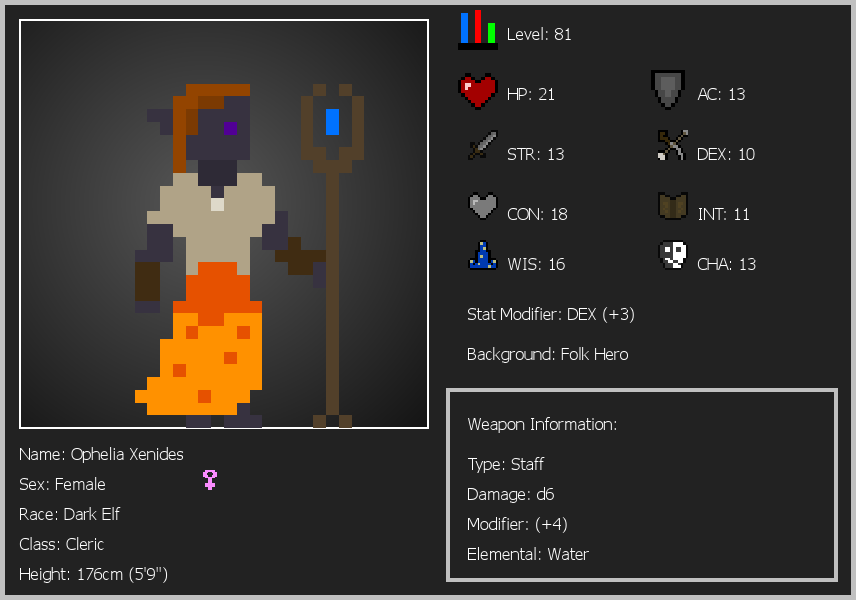 Level: 81
HP: 21
AC: 13
STR: 13
DEX: 10
CON: 18
INT: 11
WIS: 16
CHA: 13
Stat Modifier: DEX (+3)
Background: Folk Hero
Weapon Information:
Type: Staff
Damage: d6
Modifier: (+4)
Elemental: Water
Name: Ophelia Xenides
Sex: Female
Race: Dark Elf
Class: Cleric
Height: 176cm (5'9")